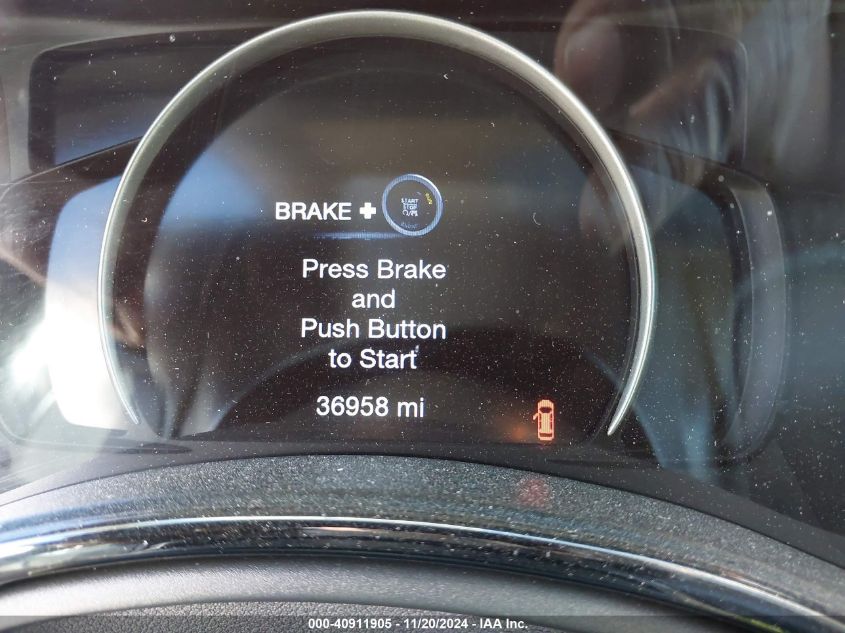 BRAKE +
START
STOP
Press Brake
and
Push Button
to Start
36958 mi
000-40911905 - 11/20/2024 - IAA Inc.